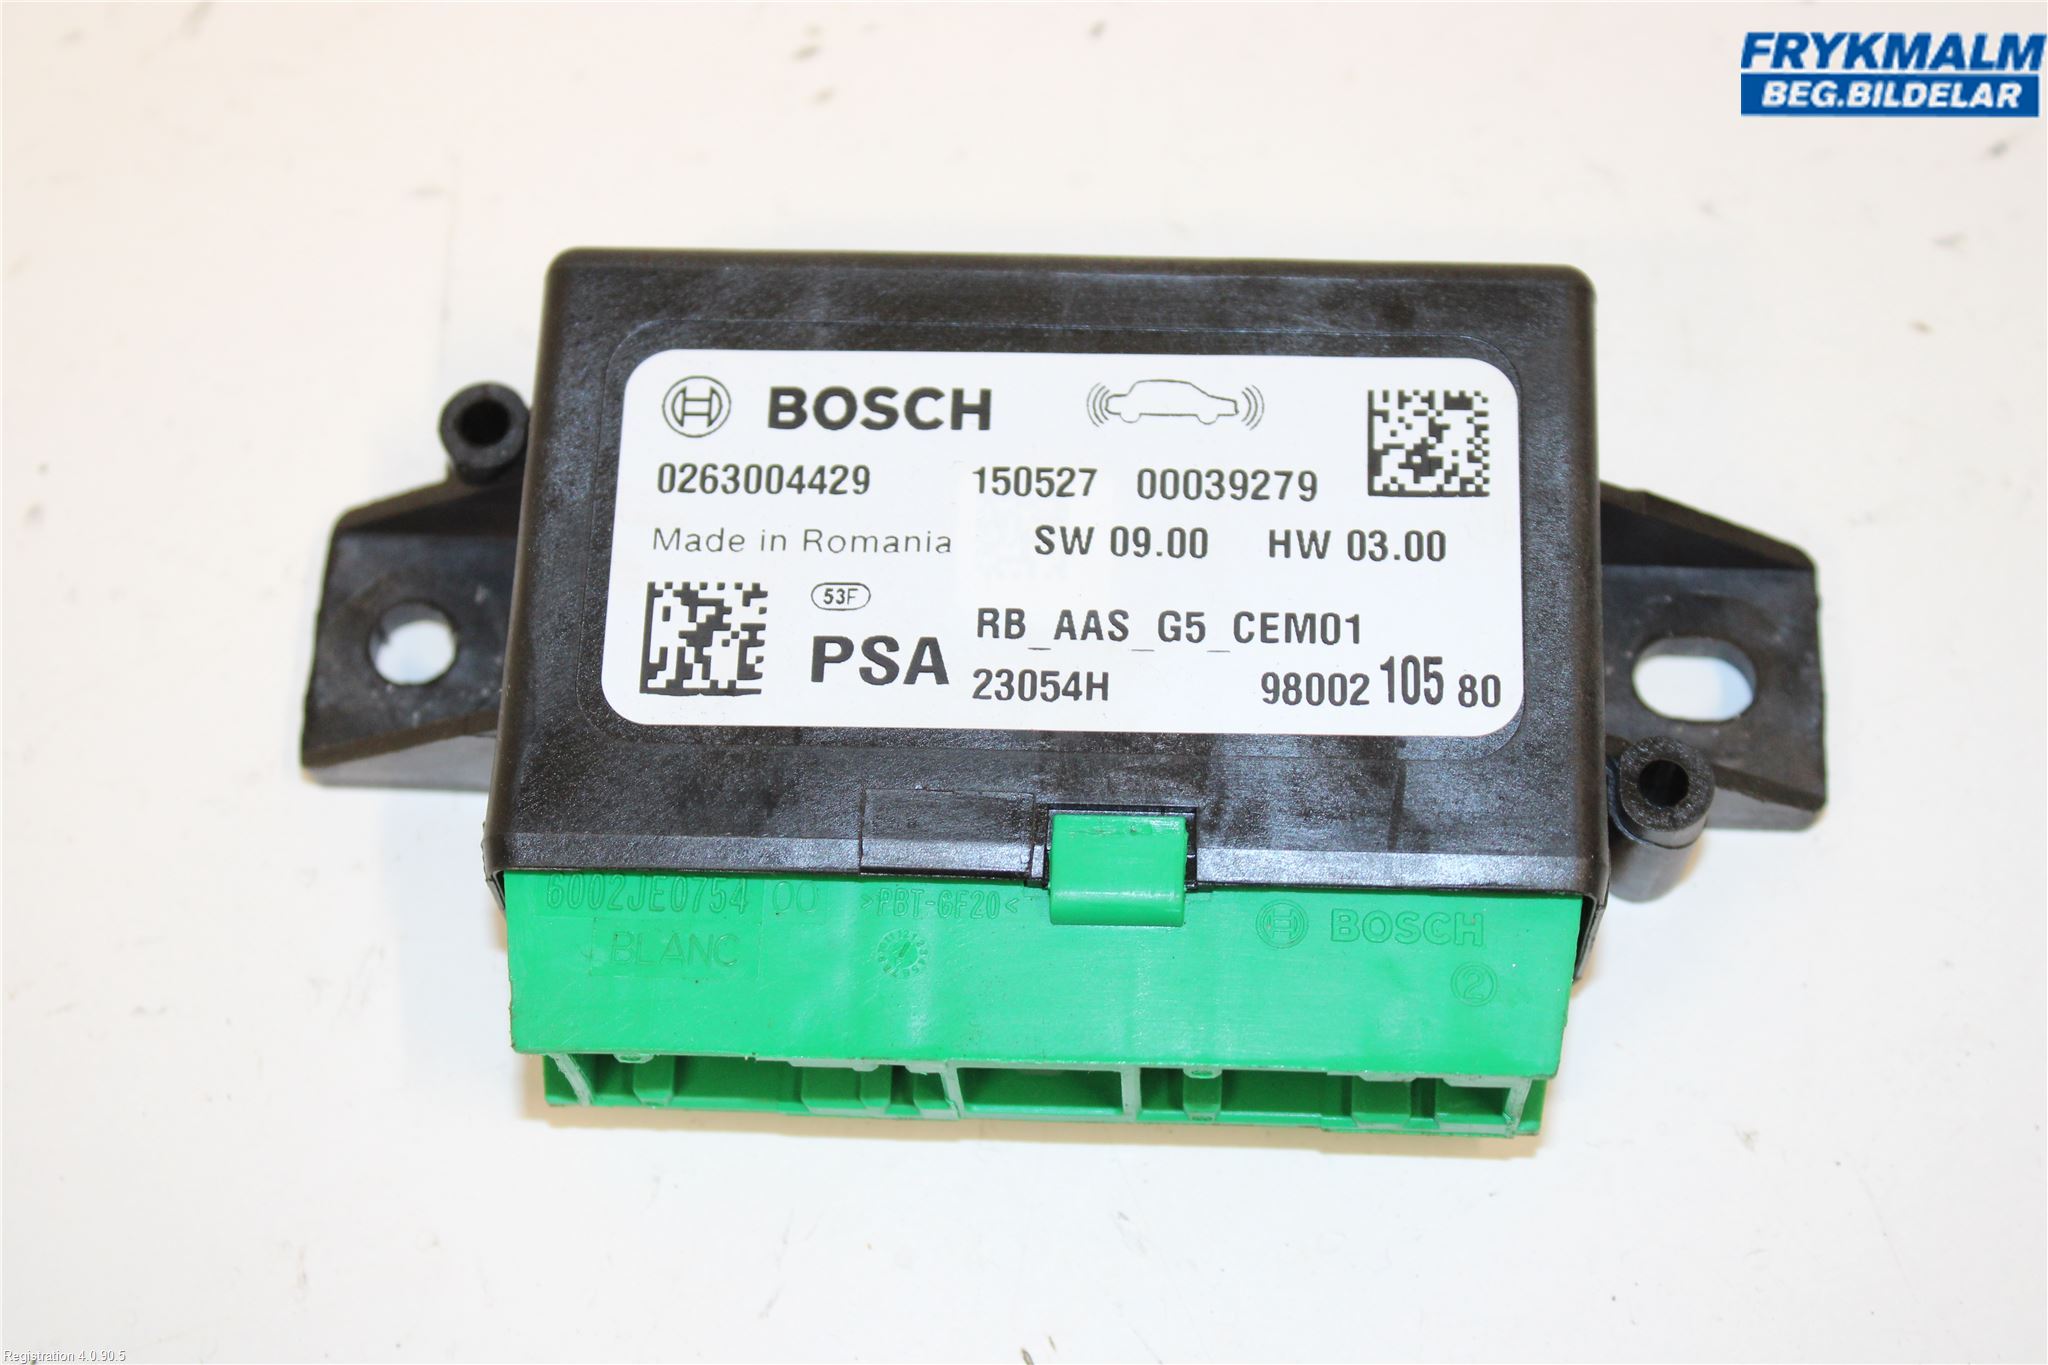 FRYKMALM
BEG.BILDELAR
BOSCH
0263004429 150527 00039279
Made in Romania SW 09.00 HW 03.00
53F
PSA RB_AAS_G5_CEM01
23054H 98002 105 80
6002JE0754 00 >PBT-GF20< BOSCH
BLANC
2
Registration 4.0.90.5